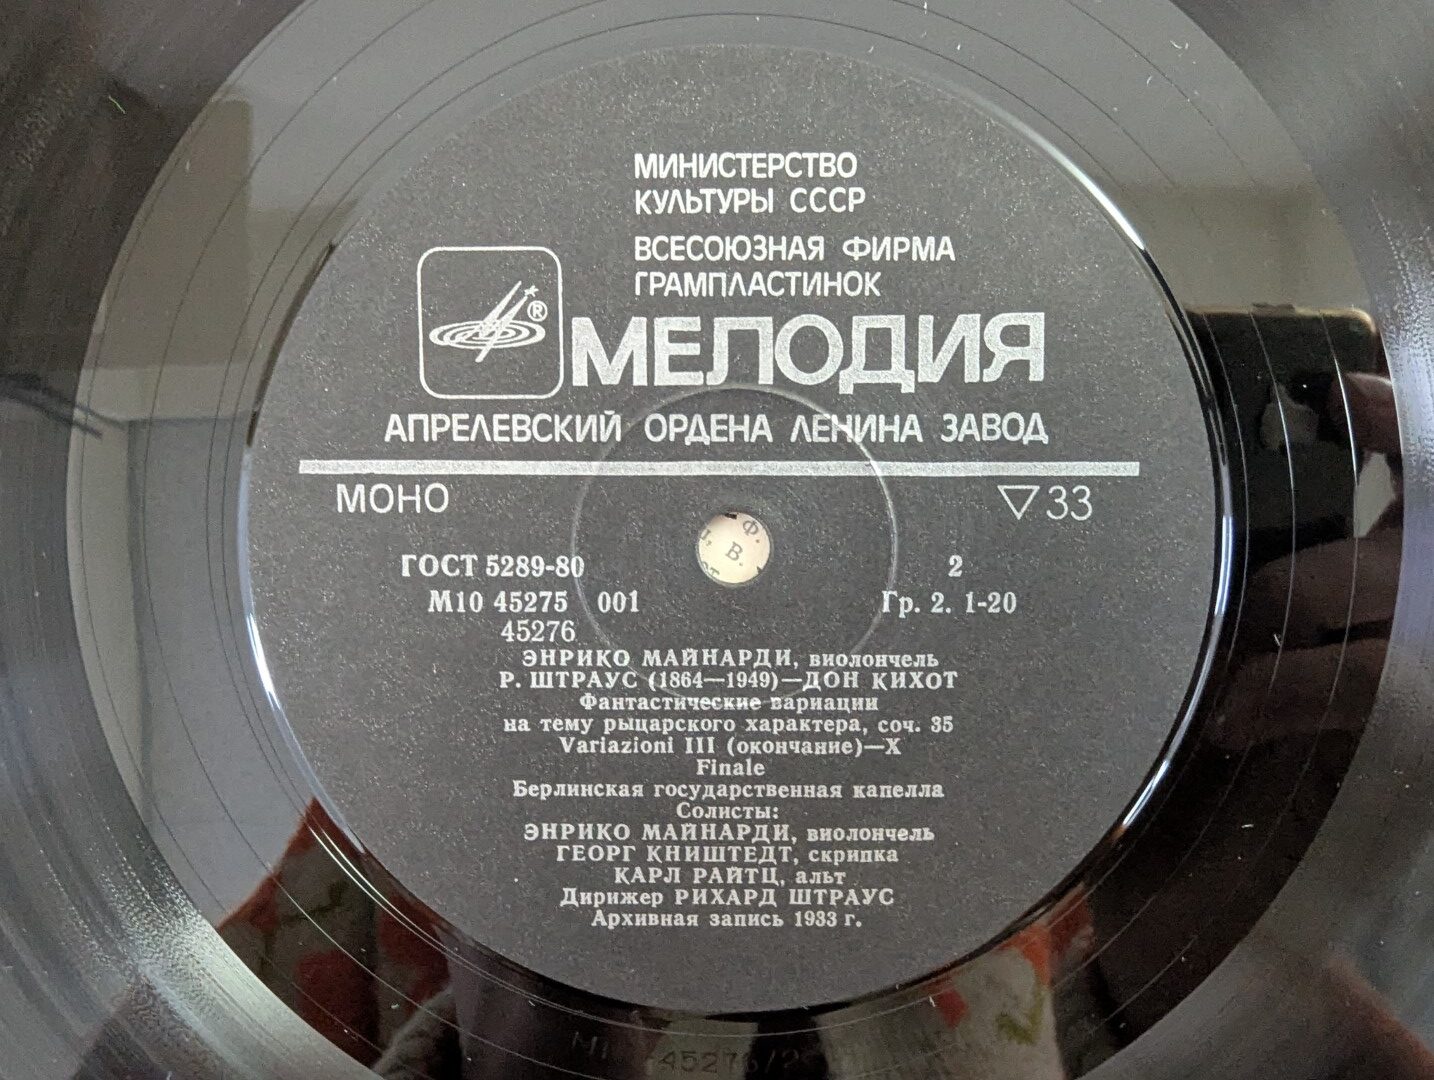 МИНИСТЕРСТВО
КУЛЬТУРЫ СССР
ВСЕСОЮЗНАЯ ФИРМА
ГРАМПЛАСТИНОК
®
МЕЛОДИЯ
АПРЕЛЕВСКИЙ ОРДЕНА ЛЕНИНА ЗАВОД
МОНО ▽33
ГОСТ 5289-80 2
М10 45275 001 Гр. 2. 1-20
45276
ЭНРИКО МАЙНАРДИ, виолончель
Р. ШТРАУС (1864—1949)—ДОН КИХОТ
Фантастические вариации
на тему рыцарского характера, соч. 35
Variazioni III (окончание)—X
Finale
Берлинская государственная капелла
Солисты:
ЭНРИКО МАЙНАРДИ, виолончель
ГЕОРГ КНИШТЕДТ, скрипка
КАРЛ РАЙТЦ, альт
Дирижер РИХАРД ШТРАУС
Архивная запись 1933 г.
Ф.
В.